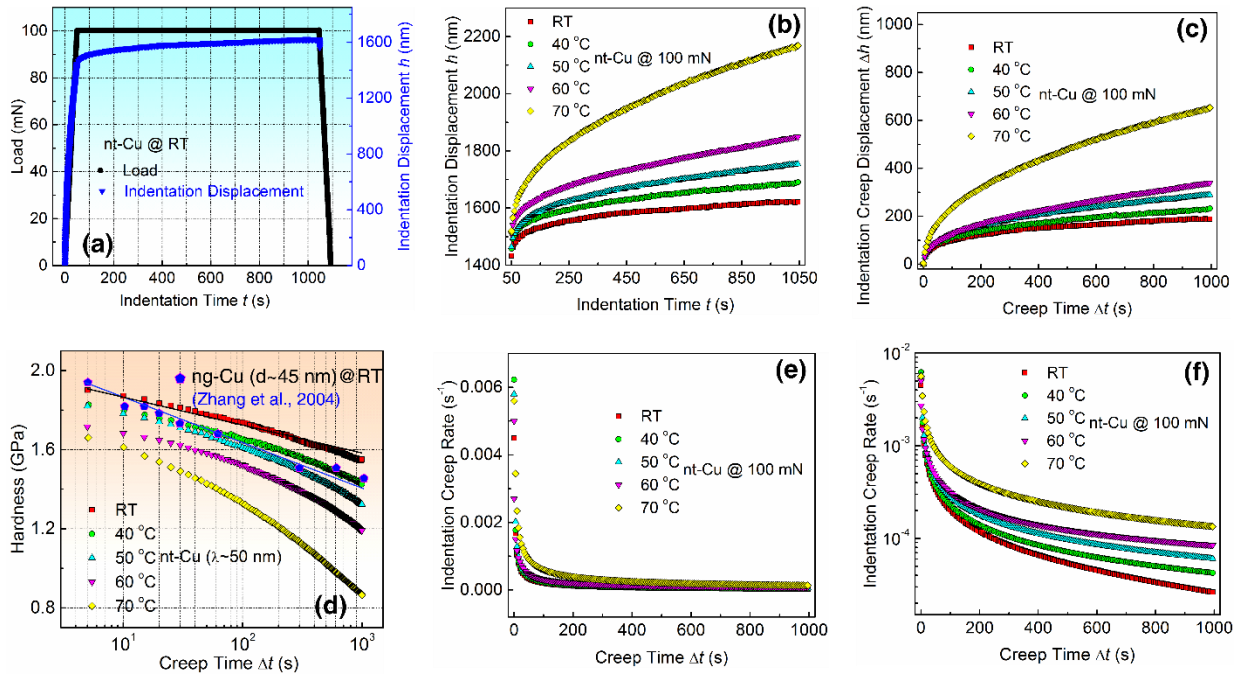 (a)
Load (mN)
100
80
60
40
20
0
0
200
400
600
800
1000
Indentation Time t (s)
1600
1200
800
400
0
Indentation Displacement h (nm)
nt-Cu @ RT
Load
Indentation Displacement
(b)
Indentation Displacement h (nm)
2200
2000
1800
1600
1400
50
250
450
650
850
1050
Indentation Time t (s)
RT
40 °C
50 °C
60 °C
70 °C
nt-Cu @ 100 mN
(c)
Indentation Creep Displacement Δh (nm)
1000
800
600
400
200
0
0
200
400
600
800
1000
Creep Time Δt (s)
RT
40 °C
50 °C
60 °C
70 °C
nt-Cu @ 100 mN
(d)
Hardness (GPa)
2.0
1.6
1.2
0.8
10¹
10²
10³
Creep Time Δt (s)
ng-Cu (d~45 nm)@RT
(Zhang et al., 2004)
RT
40 °C
50 °C
60 °C
70 °C
nt-Cu (λ~50 nm)
(e)
Indentation Creep Rate (s⁻¹)
0.006
0.004
0.002
0.000
0
200
400
600
800
1000
Creep Time Δt (s)
RT
40 °C
50 °C
60 °C
70 °C
nt-Cu @ 100 mN
(f)
Indentation Creep Rate (s⁻¹)
10⁻²
10⁻³
10⁻⁴
0
200
400
600
800
1000
Creep Time Δt (s)
RT
40 °C
50 °C
60 °C
70 °C
nt-Cu @ 100 mN